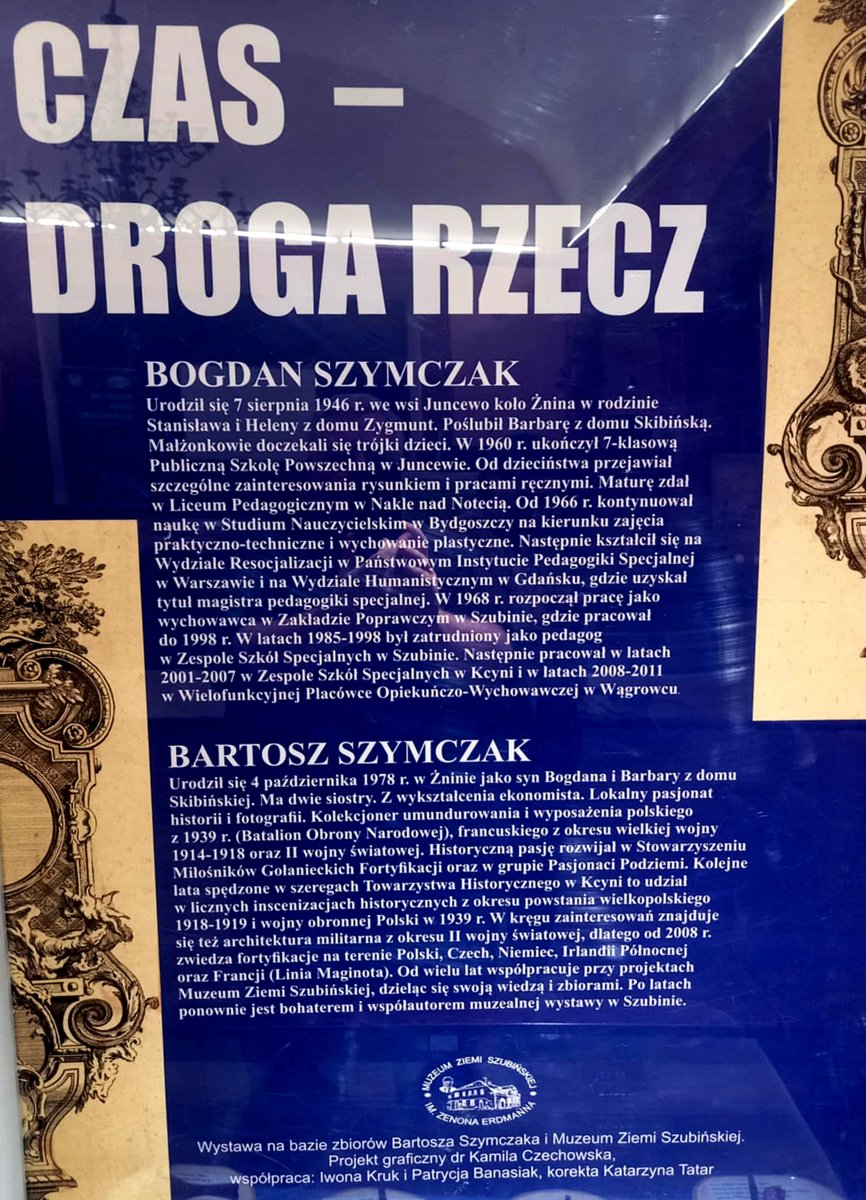 CZAS –
DROGA RZECZ
BOGDAN SZYMCZAK
Urodził się 7 sierpnia 1946 r. we wsi Juncewo koło Żnina w rodzinie
Stanisława i Heleny z domu Zygmunt. Poślubił Barbarę z domu Skibińską.
Małżonkowie doczekali się trójki dzieci. W 1960 r. ukończył 7-klasową
Publiczną Szkołę Powszechną w Juncewie. Od dzieciństwa przejawiał
szczególne zainteresowania rysunkiem i pracami ręcznymi. Maturę zdał
w Liceum Pedagogicznym w Nakle nad Notecią. Od 1966 r. kontynuował
naukę w Studium Nauczycielskim w Bydgoszczy na kierunku zajęcia
praktyczno-techniczne i wychowanie plastyczne. Następnie kształcił się na
Wydziale Resocjalizacji w Państwowym Instytucie Pedagogiki Specjalnej
w Warszawie i na Wydziale Humanistycznym w Gdańsku, gdzie uzyskał
tytuł magistra pedagogiki specjalnej. W 1968 r. rozpoczął pracę jako
wychowawca w Zakładzie Poprawczym w Szubinie, gdzie pracował
do 1998 r. W latach 1985-1998 był zatrudniony jako pedagog
w Zespole Szkół Specjalnych w Szubinie. Następnie pracował w latach
2001-2007 w Zespole Szkół Specjalnych w Kcyni i w latach 2008-2011
w Wielofunkcyjnej Placówce Opiekuńczo-Wychowawczej w Wągrowcu.
BARTOSZ SZYMCZAK
Urodził się 4 października 1978 r. w Żninie jako syn Bogdana i Barbary z domu
Skibińskiej. Ma dwie siostry. Z wykształcenia ekonomista. Lokalny pasjonat
historii i fotografii. Kolekcjoner umundurowania i wyposażenia polskiego
z 1939 r. (Batalion Obrony Narodowej), francuskiego z okresu wielkiej wojny
1914-1918 oraz II wojny światowej. Historyczną pasję rozwijał w Stowarzyszeniu
Miłośników Gołanieckich Fortyfikacji oraz w grupie Pasjonaci Podziemi. Kolejne
lata spędzone w szeregach Towarzystwa Historycznego w Kcyni to udział
w licznych inscenizacjach historycznych z okresu powstania wielkopolskiego
1918-1919 i wojny obronnej Polski w 1939 r. W kręgu zainteresowań znajduje
się też architektura militarna z okresu II wojny światowej, dlatego od 2008 r.
zwiedza fortyfikacje na terenie Polski, Czech, Niemiec, Irlandii Północnej
oraz Francji (Linia Maginota). Od wielu lat współpracuje przy projektach
Muzeum Ziemi Szubińskiej, dzieląc się swoją wiedzą i zbiorami. Po latach
ponownie jest bohaterem i współautorem muzealnej wystawy w Szubinie.
MUZEUM ZIEMI SZUBIŃSKIEJ
IM. ZENONA ERDMANNA
Wystawa na bazie zbiorów Bartosza Szymczaka i Muzeum Ziemi Szubińskiej.
Projekt graficzny dr Kamila Czechowska,
współpraca: Iwona Kruk i Patrycja Banasiak, korekta Katarzyna Tatar